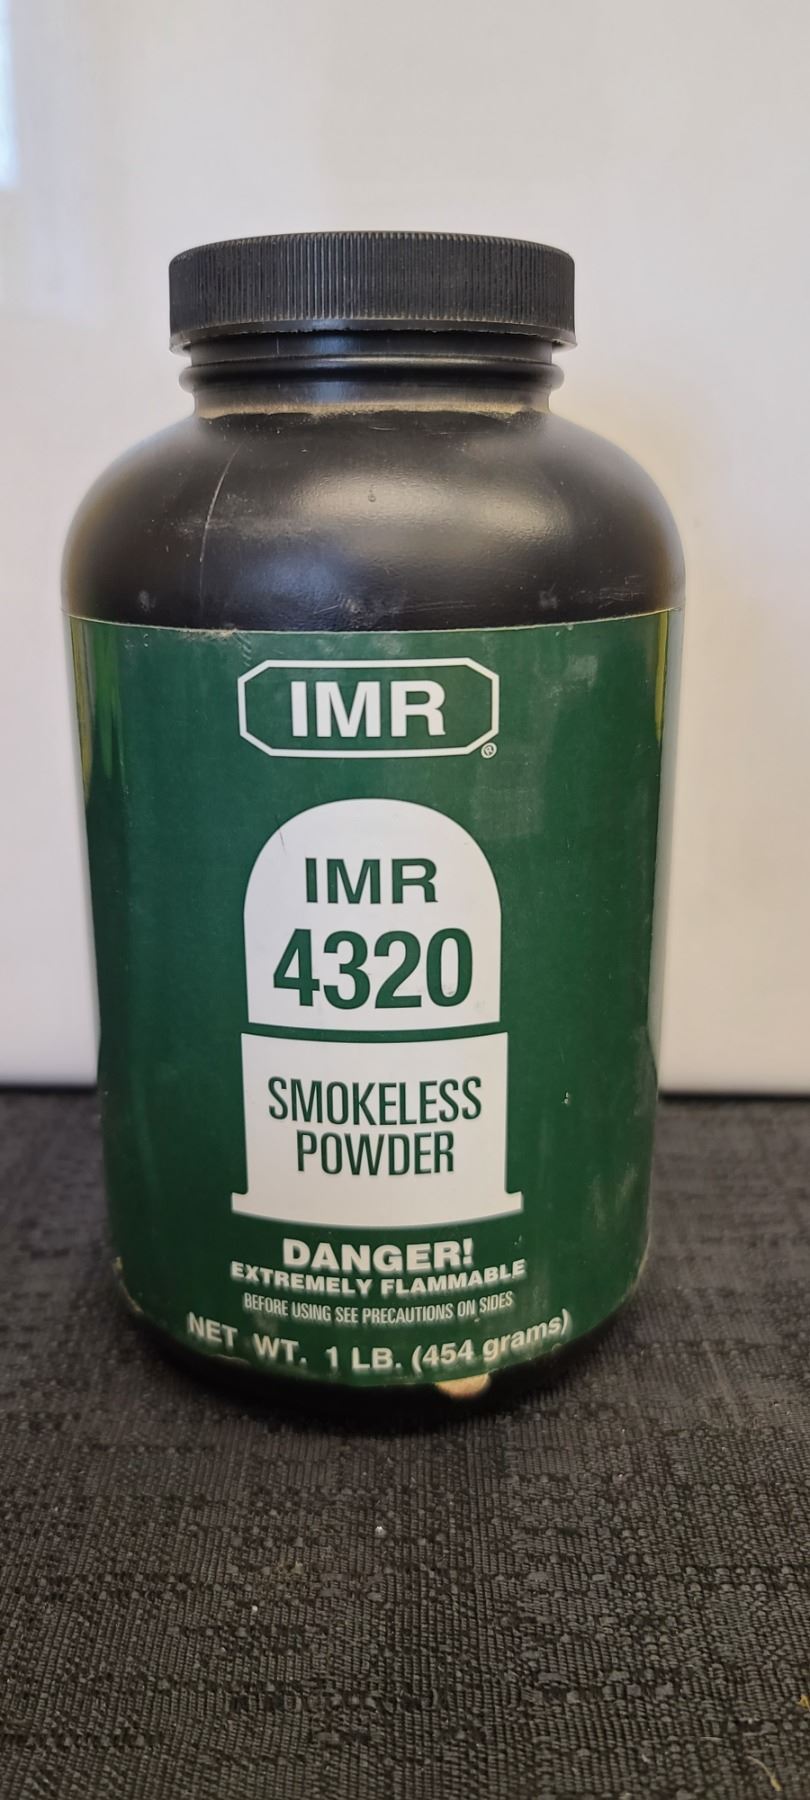 IMR®
IMR
4320
SMOKELESS
POWDER
DANGER!
EXTREMELY FLAMMABLE
BEFORE USING SEE PRECAUTIONS ON SIDES
NET WT. 1 LB. (454 grams)